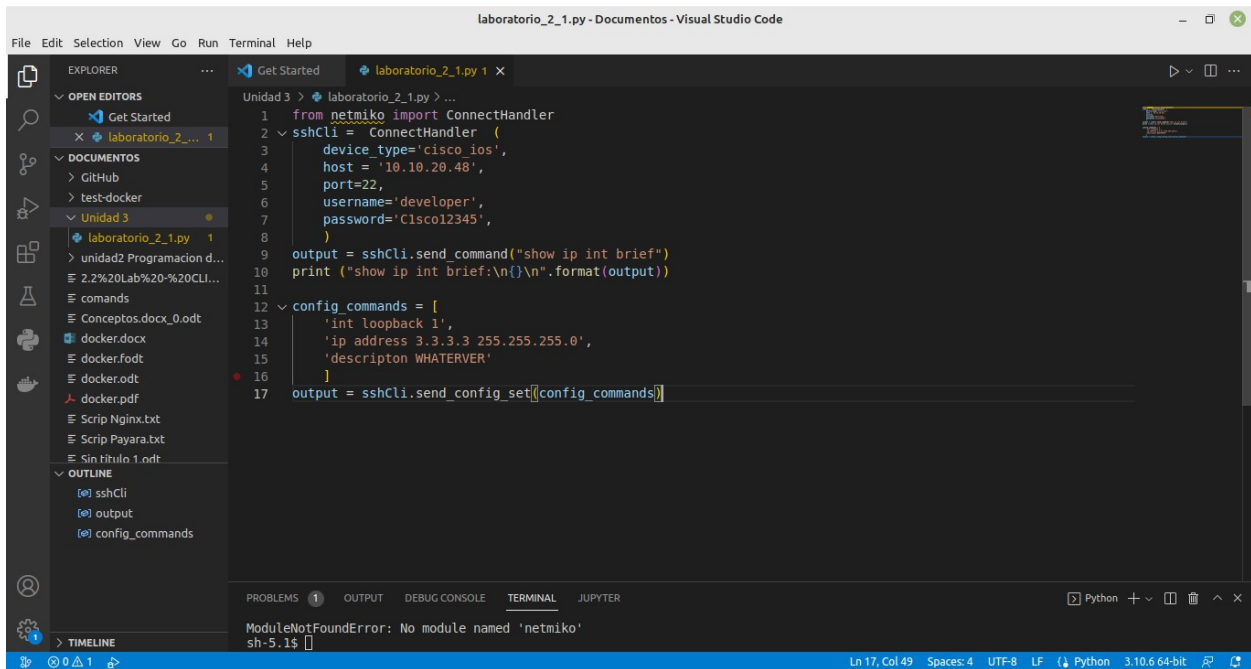 laboratorio_2_1.py - Documentos - Visual Studio Code
File Edit Selection View Go Run Terminal Help
EXPLORER
OPEN EDITORS
Get Started
laboratorio_2_... 1
DOCUMENTOS
GitHub
test-docker
Unidad 3
laboratorio_2_1.py 1
unidad2 Programacion d...
2.2%20Lab%20-%20CLI...
comands
Conceptos.docx_0.odt
docker.docx
docker.fodt
docker.odt
docker.pdf
Scrip Nginx.txt
Scrip Payara.txt
Sin título 1.odt
OUTLINE
sshCli
output
config_commands
TIMELINE
Get Started laboratorio_2_1.py 1
Unidad 3 > laboratorio_2_1.py > ...
1 from netmiko import ConnectHandler
2 sshCli = ConnectHandler (
3 device_type='cisco_ios',
4 host = '10.10.20.48',
5 port=22,
6 username='developer',
7 password='C1sco12345',
8 )
9 output = sshCli.send_command("show ip int brief")
10 print ("show ip int brief:\n{}\n".format(output))
11
12 config_commands = [
13 'int loopback 1',
14 'ip address 3.3.3.3 255.255.255.0',
15 'descripton WHATERVER'
16 ]
17 output = sshCli.send_config_set(config_commands)
PROBLEMS 1 OUTPUT DEBUG CONSOLE TERMINAL JUPYTER
Python
ModuleNotFoundError: No module named 'netmiko'
sh-5.1$
1
0 1
Ln 17, Col 49 Spaces: 4 UTF-8 LF Python 3.10.6 64-bit